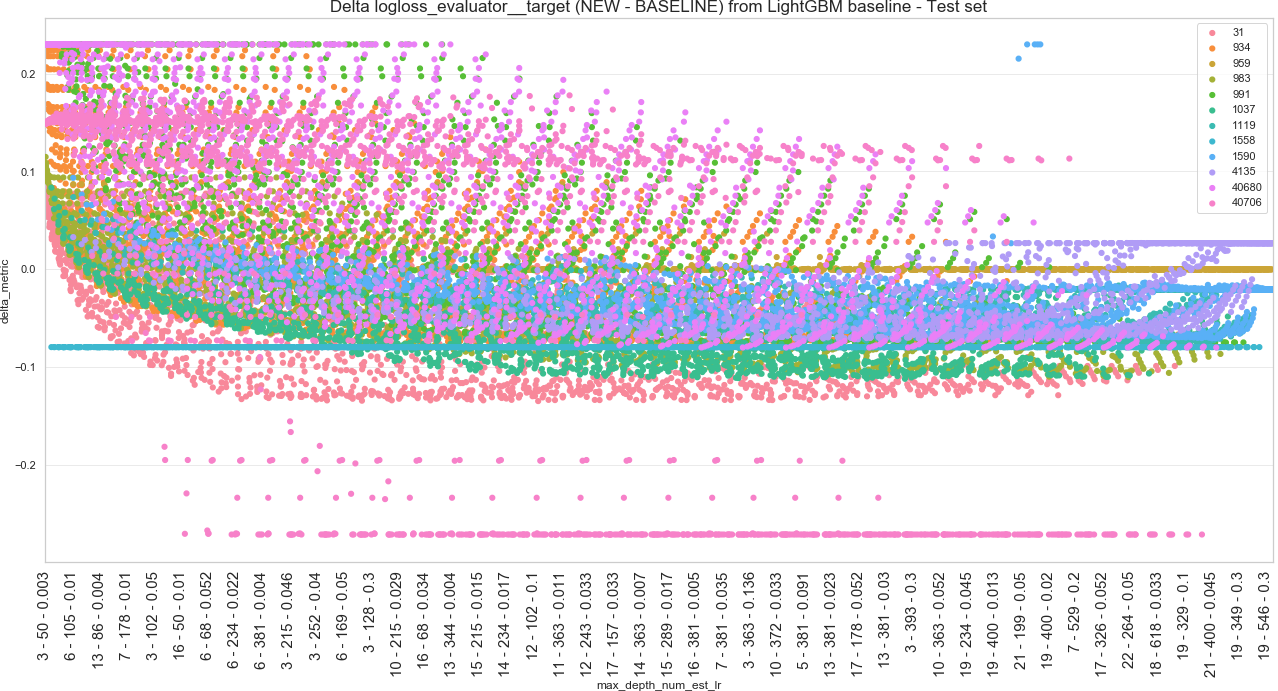 Delta logloss_evaluator__target (NEW - BASELINE) from LightGBM baseline - Test set
31
934
959
983
991
1037
1119
1558
1590
4135
40680
40706
delta_metric
0.2
0.1
0.0
−0.1
−0.2
3 - 50 - 0.003
6 - 105 - 0.01
13 - 86 - 0.004
7 - 178 - 0.01
3 - 102 - 0.05
16 - 50 - 0.01
6 - 68 - 0.052
6 - 234 - 0.022
6 - 381 - 0.004
3 - 215 - 0.046
3 - 252 - 0.04
6 - 169 - 0.05
3 - 128 - 0.3
10 - 215 - 0.029
16 - 68 - 0.034
13 - 344 - 0.004
15 - 215 - 0.015
14 - 234 - 0.017
12 - 102 - 0.1
11 - 363 - 0.011
12 - 243 - 0.033
17 - 157 - 0.033
14 - 363 - 0.007
15 - 289 - 0.017
16 - 381 - 0.005
7 - 381 - 0.035
3 - 363 - 0.136
10 - 372 - 0.033
5 - 381 - 0.091
13 - 381 - 0.023
17 - 178 - 0.052
13 - 381 - 0.03
3 - 393 - 0.3
10 - 363 - 0.052
19 - 234 - 0.045
19 - 400 - 0.013
21 - 199 - 0.05
19 - 400 - 0.02
7 - 529 - 0.2
17 - 326 - 0.052
22 - 264 - 0.05
18 - 618 - 0.033
19 - 329 - 0.1
21 - 400 - 0.045
19 - 349 - 0.3
19 - 546 - 0.3
max_depth_num_est_lr